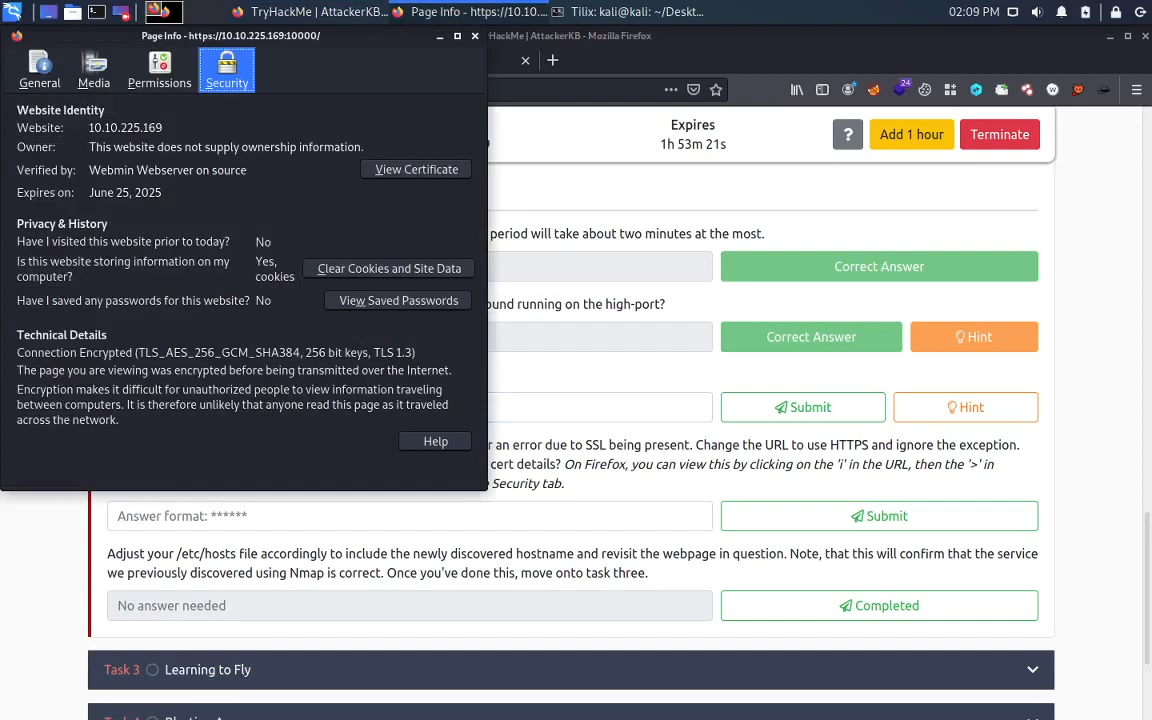 TryHackMe | AttackerKB...
Page Info - https://10.10....
Tilix: kali@kali: ~/Deskt...
02:09 PM
Page Info - https://10.10.225.169:10000/
HackMe | AttackerKB - Mozilla Firefox
General
Media
Permissions
Security
24
Website Identity
Website: 10.10.225.169
Owner: This website does not supply ownership information.
Verified by: Webmin Webserver on source
View Certificate
Expires on: June 25, 2025
Privacy & History
Have I visited this website prior to today? No
Is this website storing information on my computer? Yes, cookies
Clear Cookies and Site Data
Have I saved any passwords for this website? No
View Saved Passwords
Technical Details
Connection Encrypted (TLS_AES_256_GCM_SHA384, 256 bit keys, TLS 1.3)
The page you are viewing was encrypted before being transmitted over the Internet.
Encryption makes it difficult for unauthorized people to view information traveling
between computers. It is therefore unlikely that anyone read this page as it traveled
across the network.
Help
Expires
1h 53m 21s
?
Add 1 hour
Terminate
period will take about two minutes at the most.
Correct Answer
und running on the high-port?
Correct Answer
Hint
Submit
Hint
r an error due to SSL being present. Change the URL to use HTTPS and ignore the exception.
cert details? On Firefox, you can view this by clicking on the 'i' in the URL, then the '>' in
Security tab.
Answer format: ******
Submit
Adjust your /etc/hosts file accordingly to include the newly discovered hostname and revisit the webpage in question. Note, that this will confirm that the service
we previously discovered using Nmap is correct. Once you've done this, move onto task three.
No answer needed
Completed
Task 3 Learning to Fly